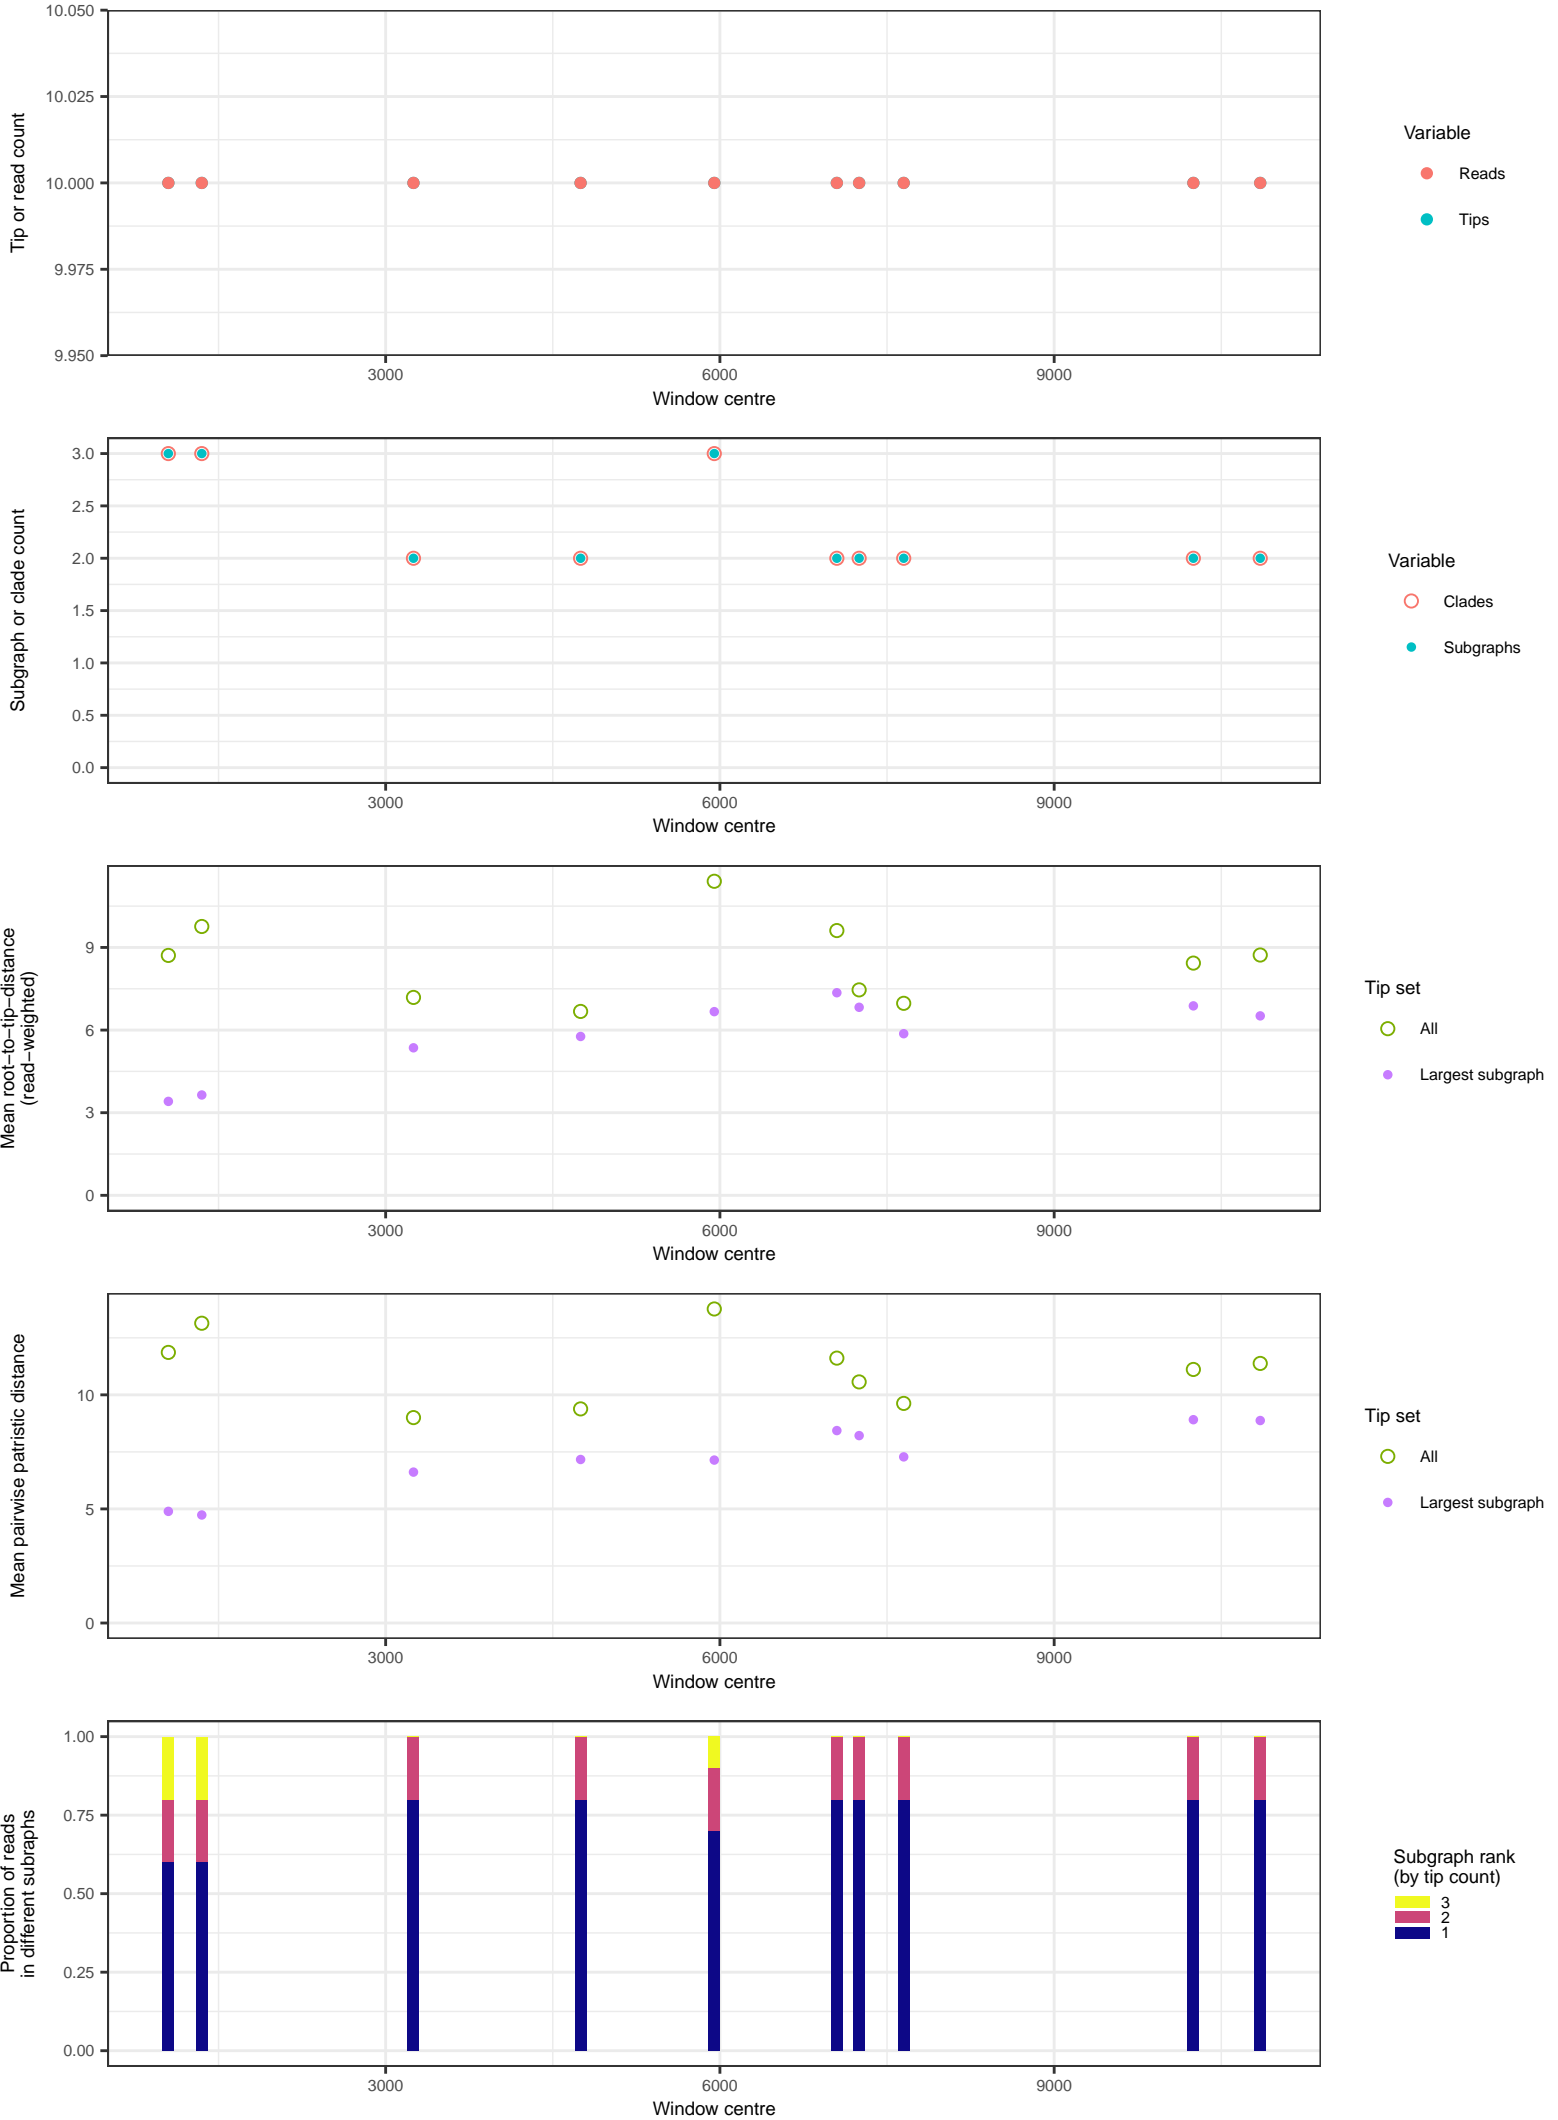 10.050
10.025
10.000
9.975
9.950
Tip or read count
3000 6000 9000
Window centre
Variable
Reads
Tips
3.0
2.5
2.0
1.5
1.0
0.5
0.0
Subgraph or clade count
3000 6000 9000
Window centre
Variable
Clades
Subgraphs
9
6
3
0
Mean root−to−tip−distance
(read−weighted)
3000 6000 9000
Window centre
Tip set
All
Largest subgraph
10
5
0
Mean pairwise patristic distance
3000 6000 9000
Window centre
Tip set
All
Largest subgraph
1.00
0.75
0.50
0.25
0.00
Proportion of reads
in different subraphs
3000 6000 9000
Window centre
Subgraph rank
(by tip count)
3
2
1